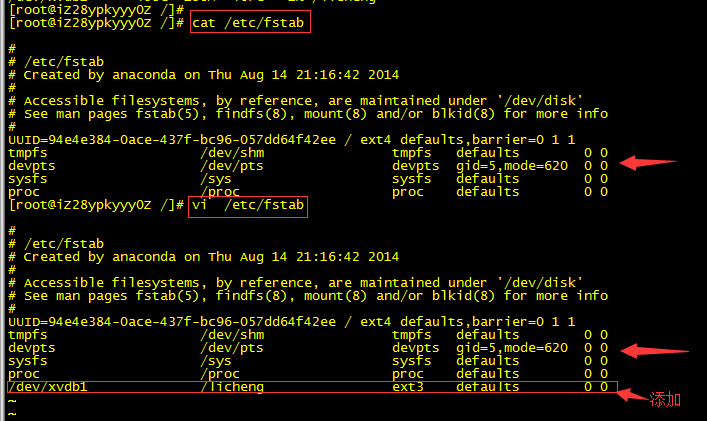 [root@iZ28ypkyyy0Z /]#
[root@iZ28ypkyyy0Z /]# cat /etc/fstab
#
# /etc/fstab
# Created by anaconda on Thu Aug 14 21:16:42 2014
#
# Accessible filesystems, by reference, are maintained under '/dev/disk'
# See man pages fstab(5), findfs(8), mount(8) and/or blkid(8) for more info
#
UUID=94e4e384-0ace-437f-bc96-057dd64f42ee / ext4 defaults,barrier=0 1 1
tmpfs /dev/shm tmpfs defaults 0 0
devpts /dev/pts devpts gid=5,mode=620 0 0
sysfs /sys sysfs defaults 0 0
proc /proc proc defaults 0 0
[root@iZ28ypkyyy0Z /]# vi /etc/fstab
#
# /etc/fstab
# Created by anaconda on Thu Aug 14 21:16:42 2014
#
# Accessible filesystems, by reference, are maintained under '/dev/disk'
# See man pages fstab(5), findfs(8), mount(8) and/or blkid(8) for more info
#
UUID=94e4e384-0ace-437f-bc96-057dd64f42ee / ext4 defaults,barrier=0 1 1
tmpfs /dev/shm tmpfs defaults 0 0
devpts /dev/pts devpts gid=5,mode=620 0 0
sysfs /sys sysfs defaults 0 0
proc /proc proc defaults 0 0
/dev/xvdb1 /licheng ext3 defaults 0 0
添加
~
~